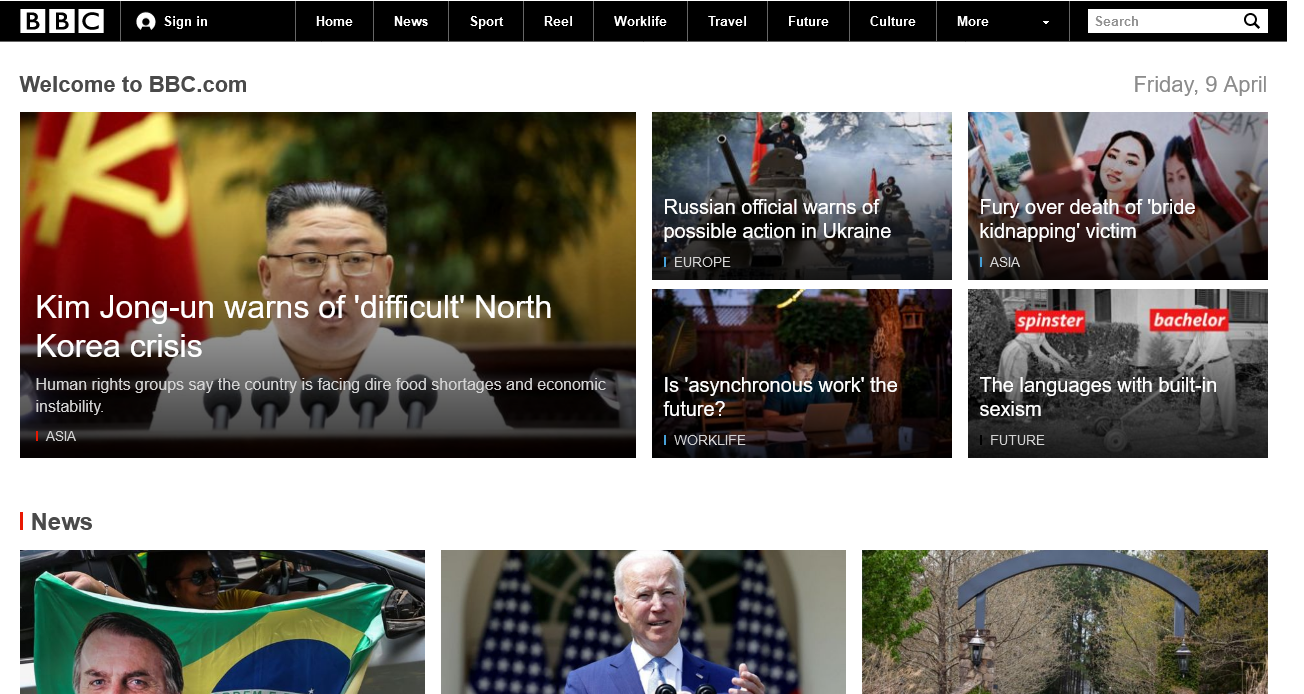 BBC Sign in Home News Sport Reel Worklife Travel Future Culture More Search
Welcome to BBC.com
Friday, 9 April
Kim Jong-un warns of 'difficult' North
Korea crisis
Human rights groups say the country is facing dire food shortages and economic
instability.
ASIA
Russian official warns of
possible action in Ukraine
EUROPE
Fury over death of 'bride
kidnapping' victim
ASIA
Is 'asynchronous work' the
future?
WORKLIFE
spinster
bachelor
The languages with built-in
sexism
FUTURE
News